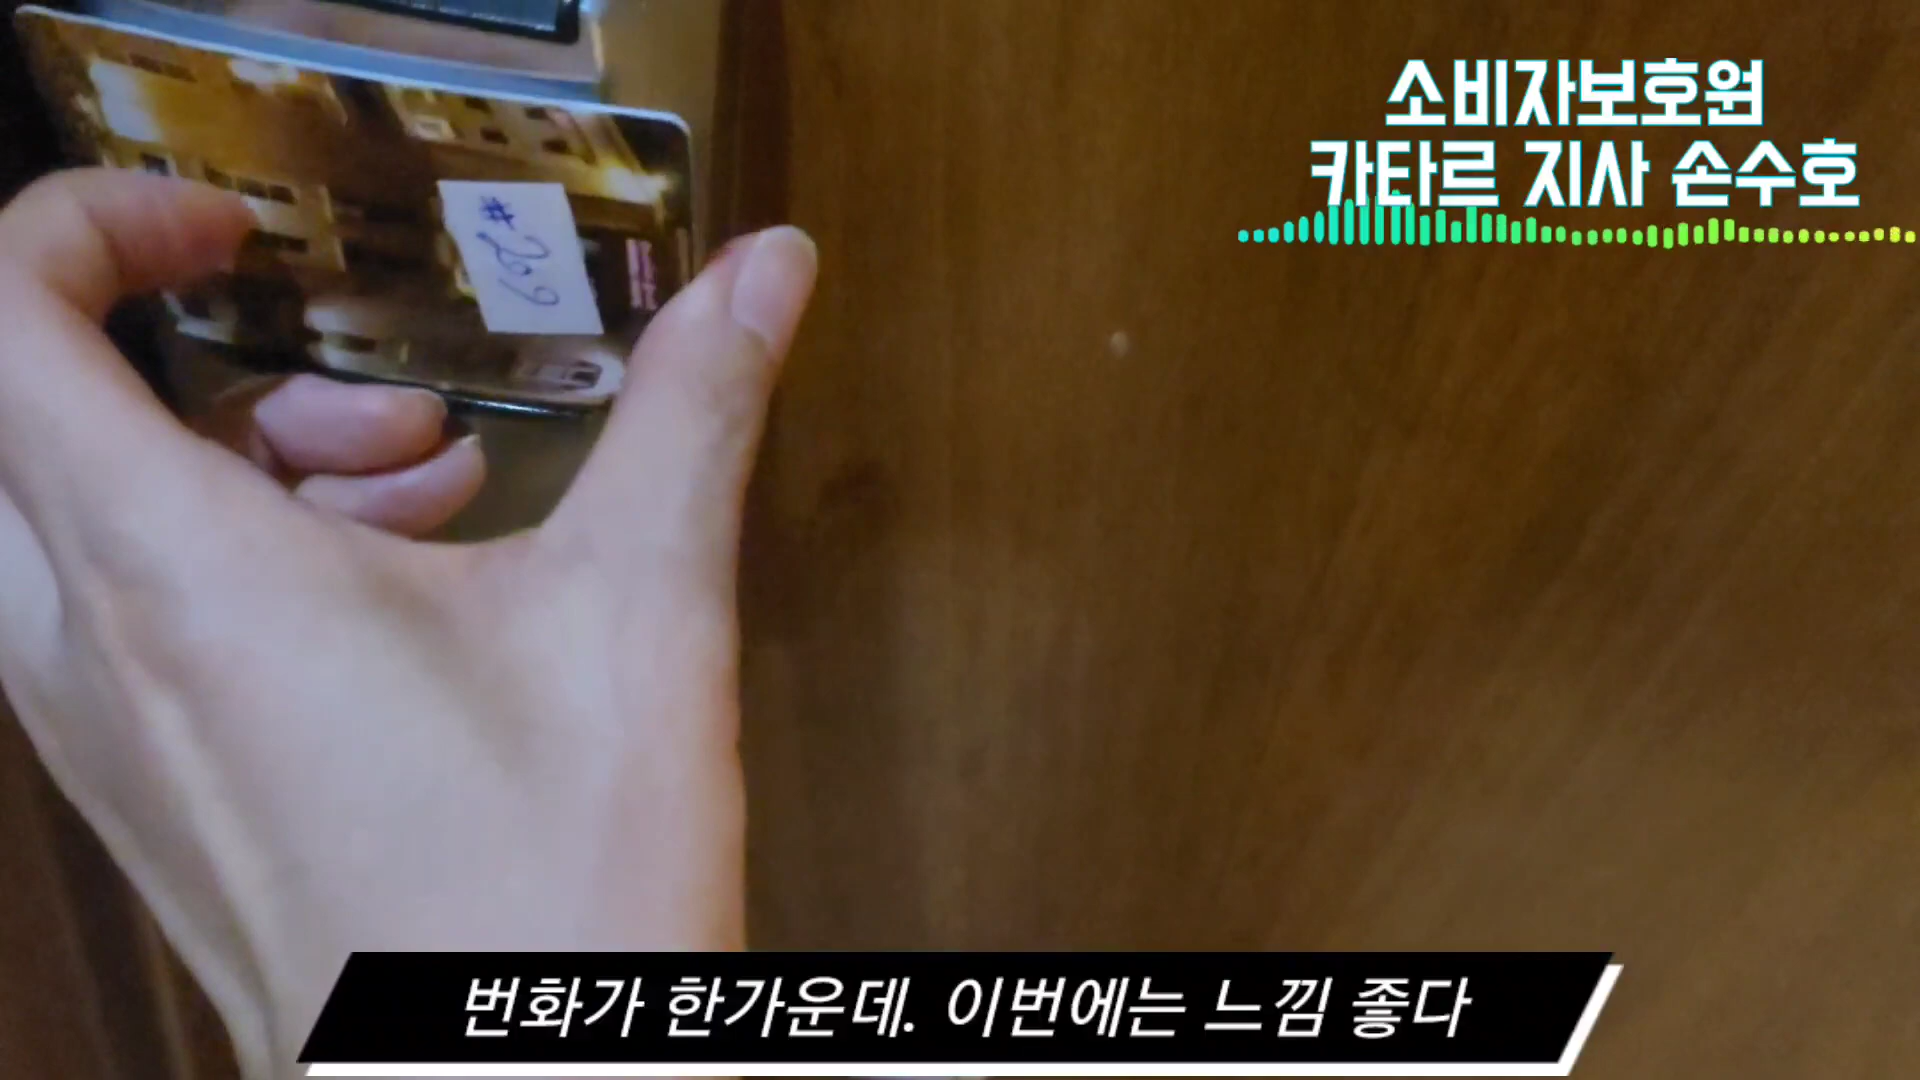 소비자보호원
카타르 지사 손수호
#209
번화가 한가운데. 이번에는 느낌 좋다